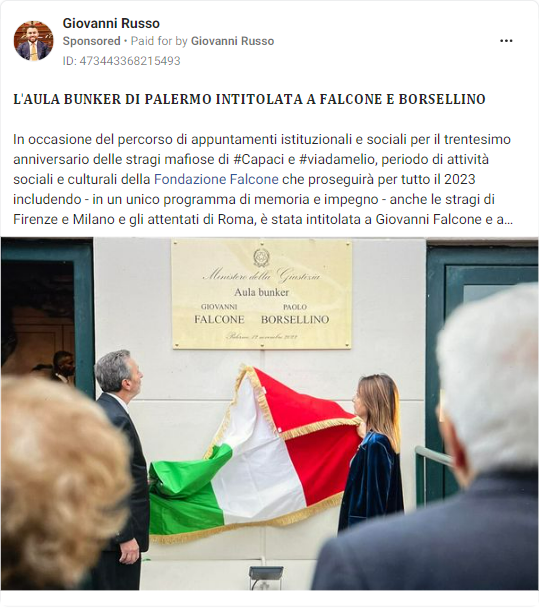 Giovanni Russo
Sponsored • Paid for by Giovanni Russo
ID: 473443368215493
L'AULA BUNKER DI PALERMO INTITOLATA A FALCONE E BORSELLINO
In occasione del percorso di appuntamenti istituzionali e sociali per il trentesimo
anniversario delle stragi mafiose di #Capaci e #viadamelio, periodo di attività
sociali e culturali della Fondazione Falcone che proseguirà per tutto il 2023
includendo - in un unico programma di memoria e impegno - anche le stragi di
Firenze e Milano e gli attentati di Roma, è stata intitolata a Giovanni Falcone e a...
Ministero della Giustizia
Aula bunker
GIOVANNI PAOLO
FALCONE BORSELLINO
Palermo,